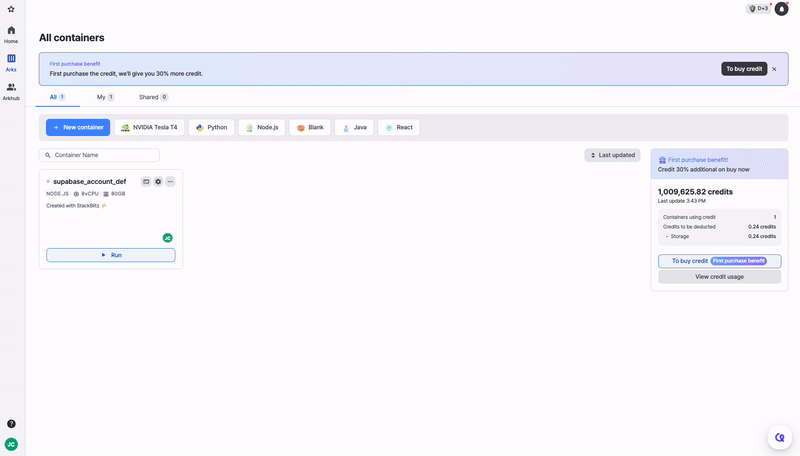 D+3
Home
Arks
Arkhub
All containers
First purchase benefit
First purchase the credit, we'll give you 30% more credit.
To buy credit
All 1
My 1
Shared 0
+ New container
NVIDIA Tesla T4
Python
Node.js
Blank
Java
React
Container Name
Last updated
supabase_account_def
NODE.JS
8vCPU
80GB
Created with StackBlitz ⚡
JC
Run
First purchase benefit!
Credit 30% additional on buy now
1,009,625.82 credits
Last update 3:43 PM
Containers using credit 1
Credits to be deducted 0.24 credits
• Storage 0.24 credits
To buy credit First purchase benefit
View credit usage
?
JC